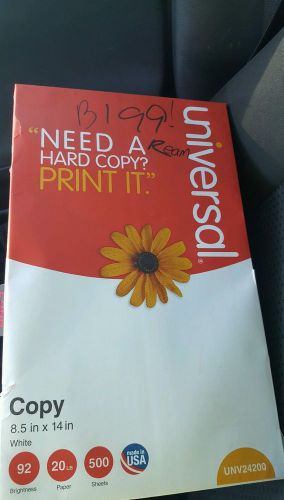 B199!
Ream
"NEED A
HARD COPY?
PRINT IT."
universal®
Copy
8.5 in x 14 in
White
92
Brightness
20 Lb
Paper
500
Sheets
made in
USA
UNV24200